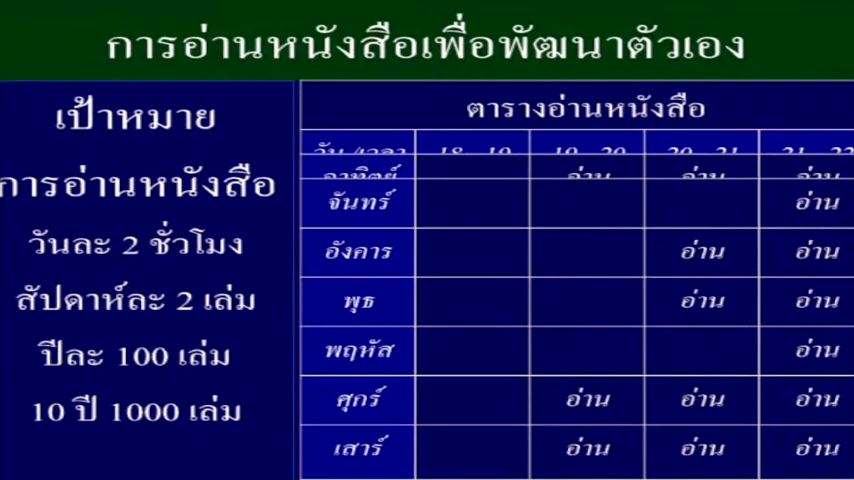 การอ่านหนังสือเพื่อพัฒนาตัวเอง
เป้าหมาย
การอ่านหนังสือ
วันละ 2 ชั่วโมง
สัปดาห์ละ 2 เล่ม
ปีละ 100 เล่ม
10 ปี 1000 เล่ม
ตารางอ่านหนังสือ
จันทร์ อ่าน
อังคาร อ่าน อ่าน
พุธ อ่าน อ่าน
พฤหัส อ่าน
ศุกร์ อ่าน อ่าน อ่าน
เสาร์ อ่าน อ่าน อ่าน